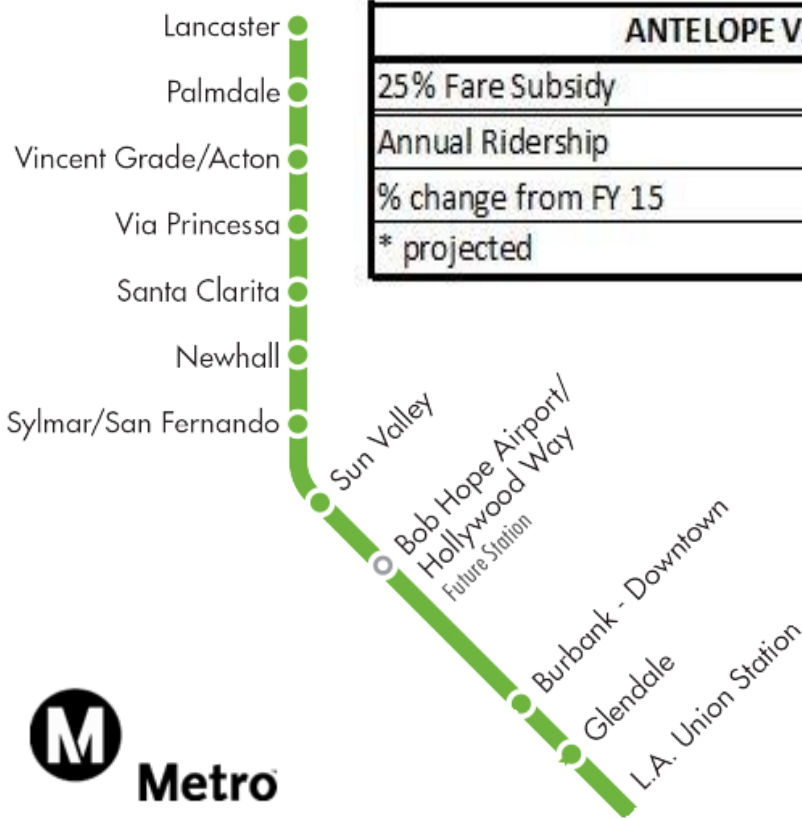 Lancaster
Palmdale
Vincent Grade/Acton
Via Princessa
Santa Clarita
Newhall
Sylmar/San Fernando
ANTELOPE V
25% Fare Subsidy
Annual Ridership
% change from FY 15
* projected
Sun Valley
Bob Hope Airport/
Hollywood Way
Future Station
Burbank - Downtown
Glendale
L.A. Union Station
M
Metro